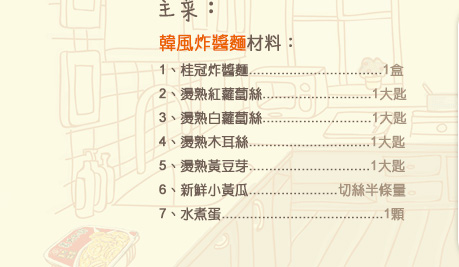 主菜：
韓風炸醬麵材料：
1、桂冠炸醬麵................................1盒
2、燙熟紅蘿蔔絲..........................1大匙
3、燙熟白蘿蔔絲..........................1大匙
4、燙熟木耳絲.............................1大匙
5、燙熟黃豆芽.............................1大匙
6、新鮮小黃瓜.....................切絲半條量
7、水煮蛋.......................................1顆